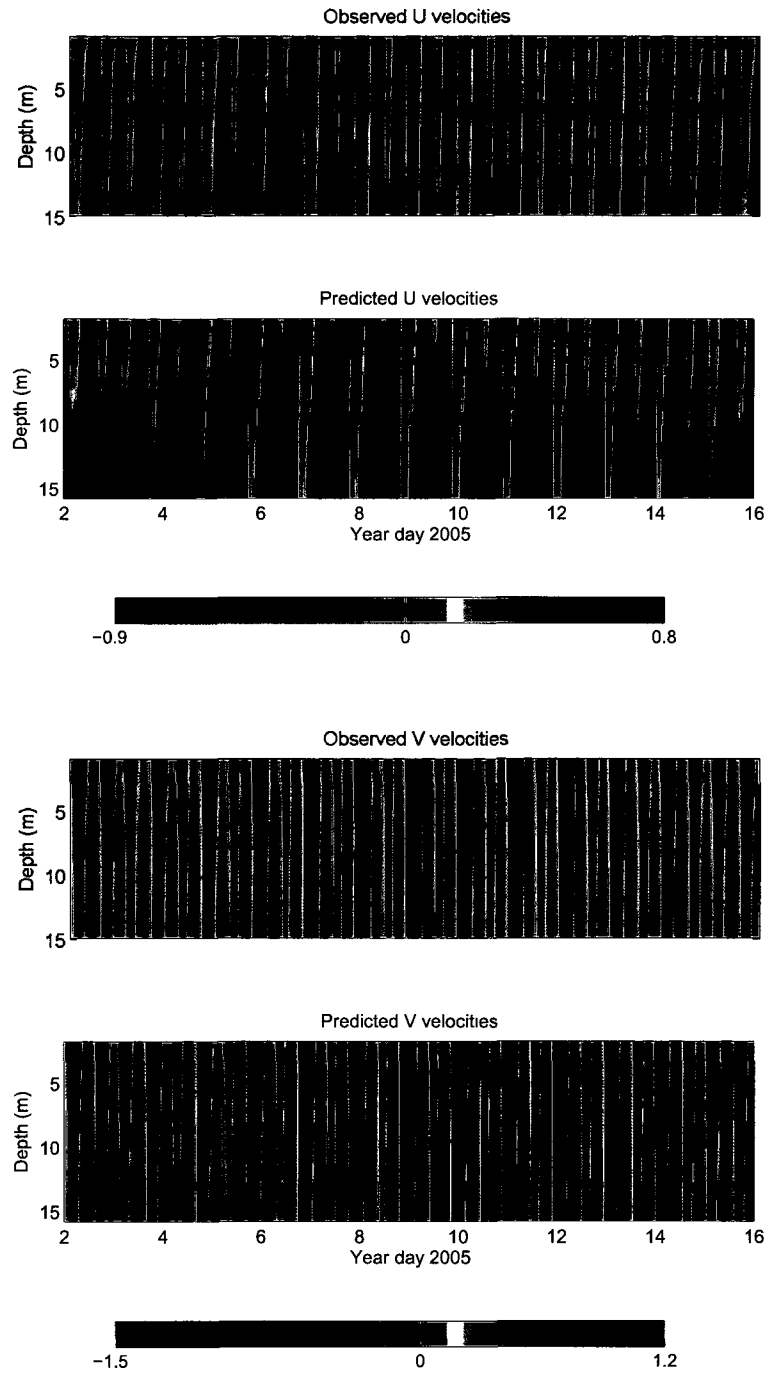 Observed U velocities
Depth (m)
5
10
15
Predicted U velocities
Depth (m)
5
10
15
2 4 6 8 10 12 14 16
Year day 2005
−0.9 0 0.8
Observed V velocities
Depth (m)
5
10
15
Predicted V velocities
Depth (m)
5
10
15
2 4 6 8 10 12 14 16
Year day 2005
−1.5 0 1.2